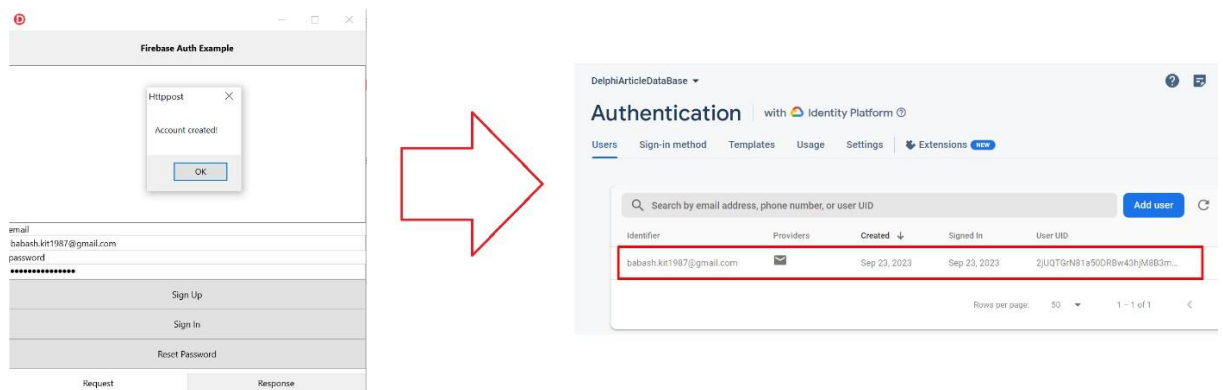 Firebase Auth Example
Httppost
Account created!
OK
email
babash.kit1987@gmail.com
password
Sign Up
Sign In
Reset Password
Request Response
DelphiArticleDataBase
Authentication with Identity Platform
Users Sign-in method Templates Usage Settings Extensions NEW
Search by email address, phone number, or user UID Add user
Identifier Providers Created Signed In User UID
babash.kit1987@gmail.com Sep 23, 2023 Sep 23, 2023 2jUQTGrN81a50DRBw43hjM8B3m...
Rows per page: 50 1 – 1 of 1